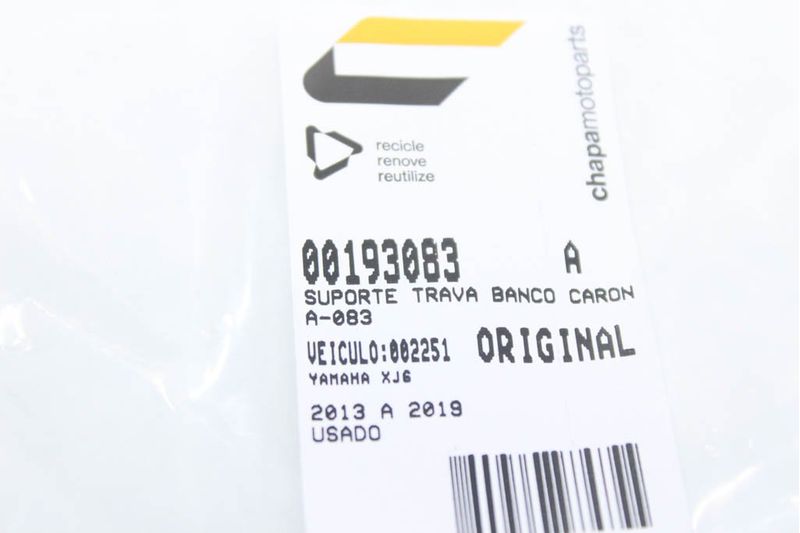 chapamotoparts
recicle
renove
reutilize
00193083 A
SUPORTE TRAVA BANCO CARON
A-083
VEICULO:002251 ORIGINAL
YAMAHA XJ6
2013 A 2019
USADO